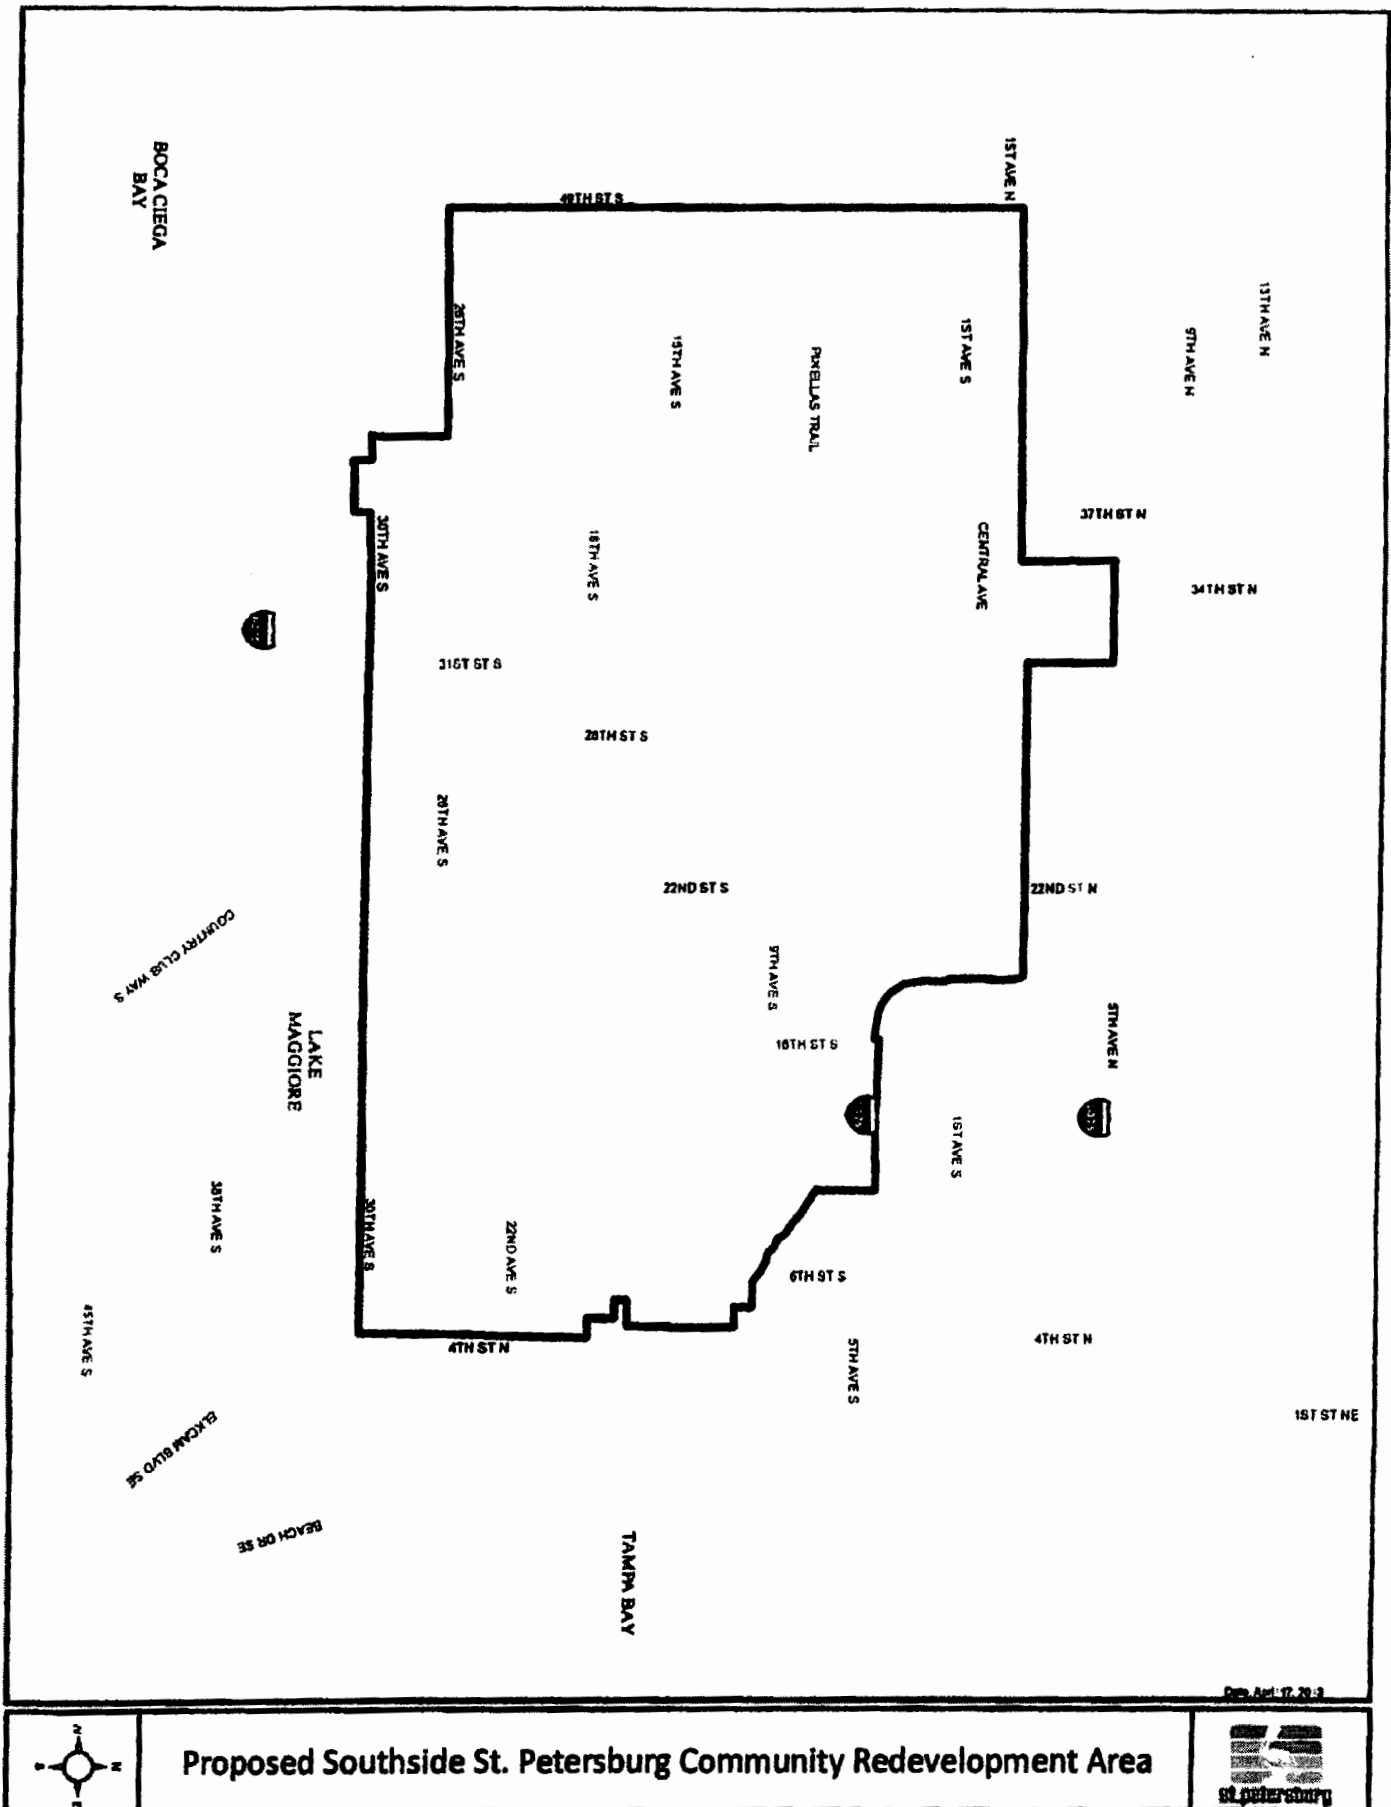 BOCA CIEGA
BAY
1ST AVE N
49TH ST S
13TH AVE N
9TH AVE N
26TH AVE S
15TH AVE S
PINELLAS TRAIL
1ST AVE S
37TH ST N
30TH AVE S
18TH AVE S
CENTRAL AVE
34TH ST N
31ST ST S
28TH ST S
26TH AVE S
22ND ST S
22ND ST N
COUNTRY CLUB WAY S
9TH AVE S
LAKE
MAGGIORE
16TH ST S
5TH AVE N
1ST AVE S
38TH AVE S
30TH AVE S
22ND AVE S
6TH ST S
45TH AVE S
4TH ST N
5TH AVE S
4TH ST N
1ST ST NE
ELKCAM BLVD SE
BEACH DR SE
TAMPA BAY
Proposed Southside St. Petersburg Community Redevelopment Area
N
S
st.petersburg